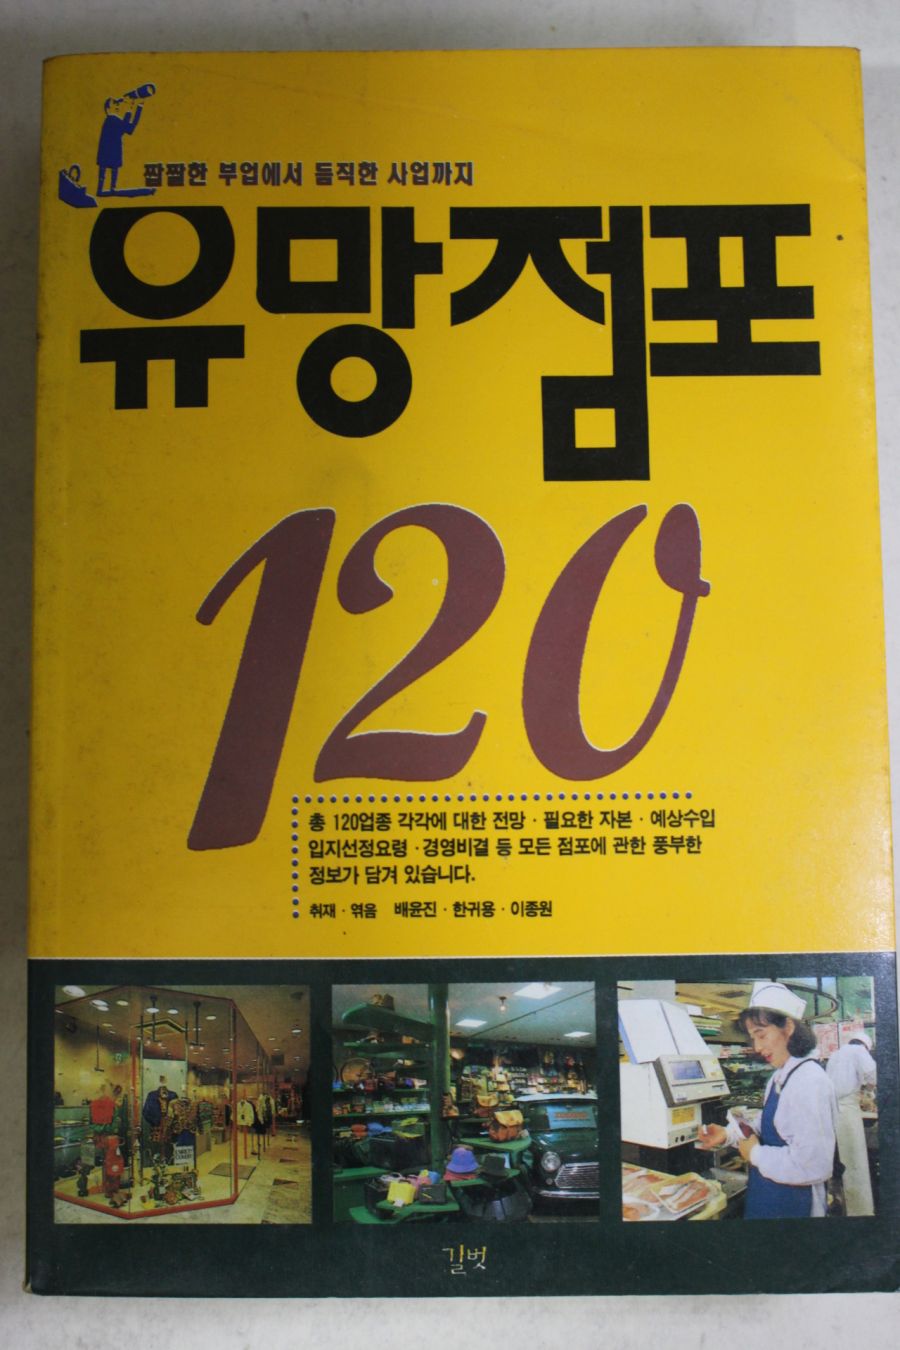 짭짤한 부업에서 듬직한 사업까지
유망점포
120
총 120업종 각각에 대한 전망 · 필요한 자본 · 예상수입
입지선정요령 · 경영비결 등 모든 점포에 관한 풍부한
정보가 담겨 있습니다.
취재 · 엮음 배윤진 · 한귀용 · 이종원
길벗